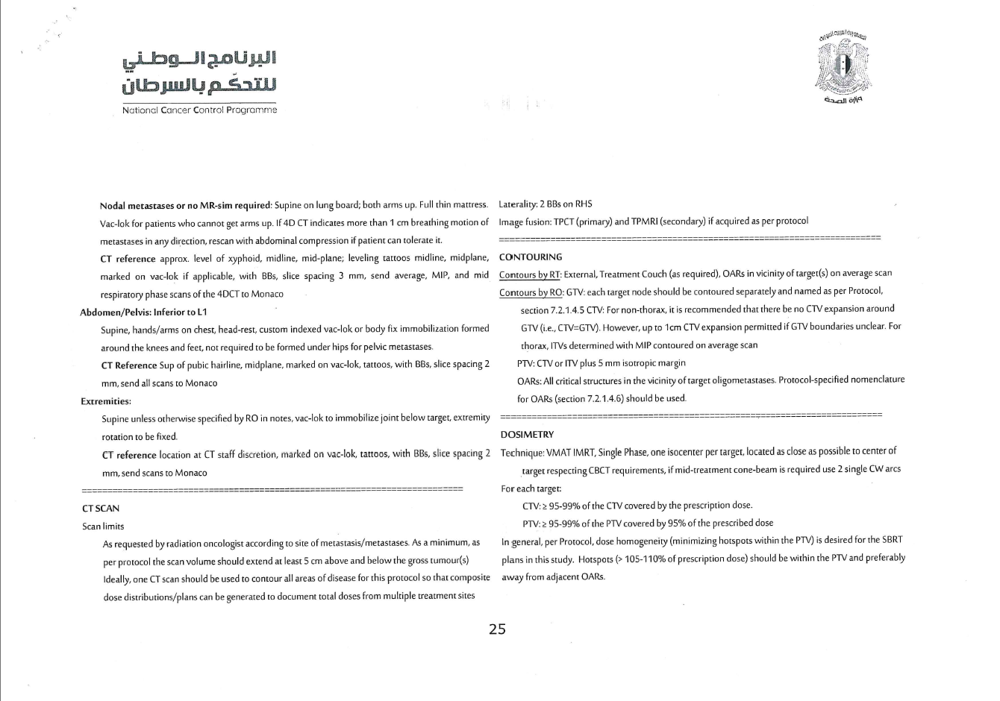 البرنامج الـوطـني
للتحكّم بالسرطان
National Cancer Control Programme
وزارة الصحة
Nodal metastases or no MR-sim required: Supine on lung board; both arms up. Full thin mattress.
Vac-lok for patients who cannot get arms up. If 4D CT indicates more than 1 cm breathing motion of
metastases in any direction, rescan with abdominal compression if patient can tolerate it.
CT reference approx. level of xyphoid, midline, mid-plane; leveling tattoos midline, midplane,
marked on vac-lok if applicable, with BBs, slice spacing 3 mm, send average, MIP, and mid
respiratory phase scans of the 4DCT to Monaco
Abdomen/Pelvis: Inferior to L1
Supine, hands/arms on chest, head-rest, custom indexed vac-lok or body fix immobilization formed
around the knees and feet, not required to be formed under hips for pelvic metastases.
CT Reference Sup of pubic hairline, midplane, marked on vac-lok, tattoos, with BBs, slice spacing 2
mm, send all scans to Monaco
Extremities:
Supine unless otherwise specified by RO in notes, vac-lok to immobilize joint below target, extremity
rotation to be fixed.
CT reference location at CT staff discretion, marked on vac-lok, tattoos, with BBs, slice spacing 2
mm, send scans to Monaco
=========================================================================
CT SCAN
Scan limits
As requested by radiation oncologist according to site of metastasis/metastases. As a minimum, as
per protocol the scan volume should extend at least 5 cm above and below the gross tumour(s)
Ideally, one CT scan should be used to contour all areas of disease for this protocol so that composite
dose distributions/plans can be generated to document total doses from multiple treatment sites
Laterality: 2 BBs on RHS
Image fusion: TPCT (primary) and TPMRI (secondary) if acquired as per protocol
=========================================================================
CONTOURING
Contours by RT: External, Treatment Couch (as required), OARs in vicinity of target(s) on average scan
Contours by RO: GTV: each target node should be contoured separately and named as per Protocol,
section 7.2.1.4.5 CTV: For non-thorax, it is recommended that there be no CTV expansion around
GTV (i.e., CTV=GTV). However, up to 1cm CTV expansion permitted if GTV boundaries unclear. For
thorax, ITVs determined with MIP contoured on average scan
PTV: CTV or ITV plus 5 mm isotropic margin
OARs: All critical structures in the vicinity of target oligometastases. Protocol-specified nomenclature
for OARs (section 7.2.1.4.6) should be used.
=========================================================================
DOSIMETRY
Technique: VMAT IMRT, Single Phase, one isocenter per target, located as close as possible to center of
target respecting CBCT requirements, if mid-treatment cone-beam is required use 2 single CW arcs
For each target:
CTV: ≥ 95-99% of the CTV covered by the prescription dose.
PTV: ≥ 95-99% of the PTV covered by 95% of the prescribed dose
In general, per Protocol, dose homogeneity (minimizing hotspots within the PTV) is desired for the SBRT
plans in this study. Hotspots (> 105-110% of prescription dose) should be within the PTV and preferably
away from adjacent OARs.
25